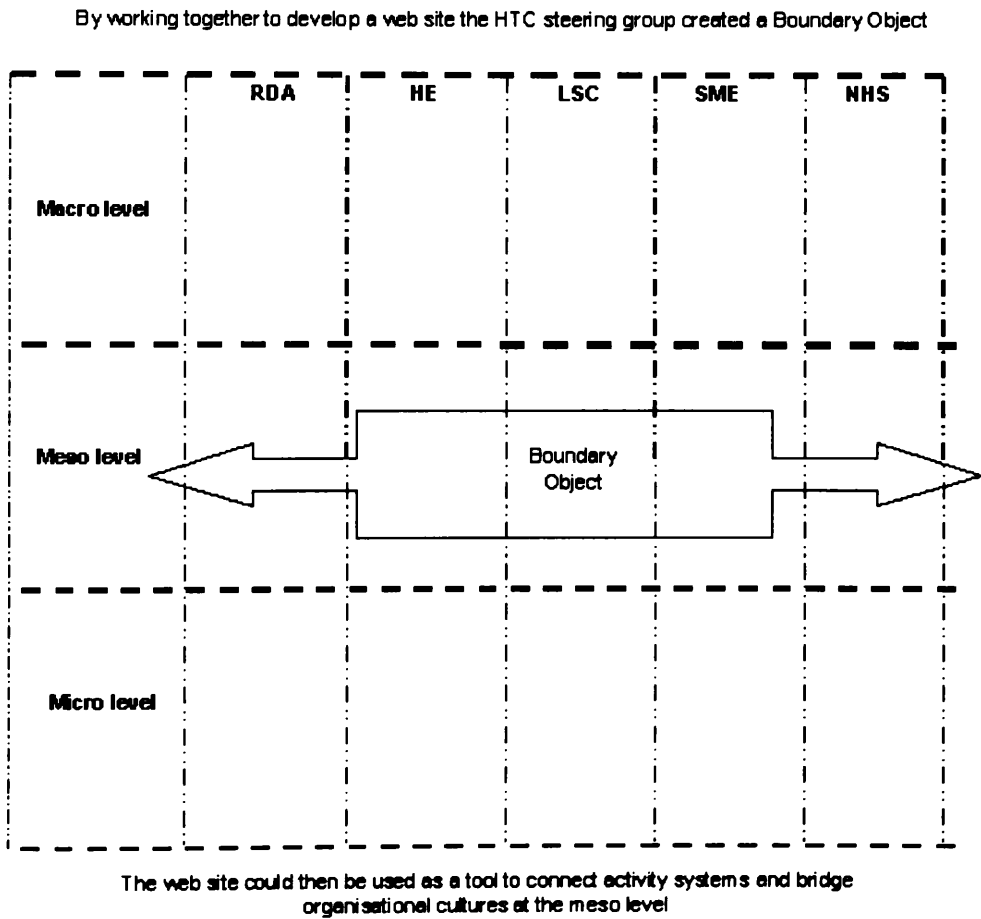 By working together to develop a web site the HTC steering group created a Boundary Object
RDA HE LSC SME NHS
Macro level
Meso level
Boundary
Object
Micro level
The web site could then be used as a tool to connect activity systems and bridge
organisational cultures at the meso level